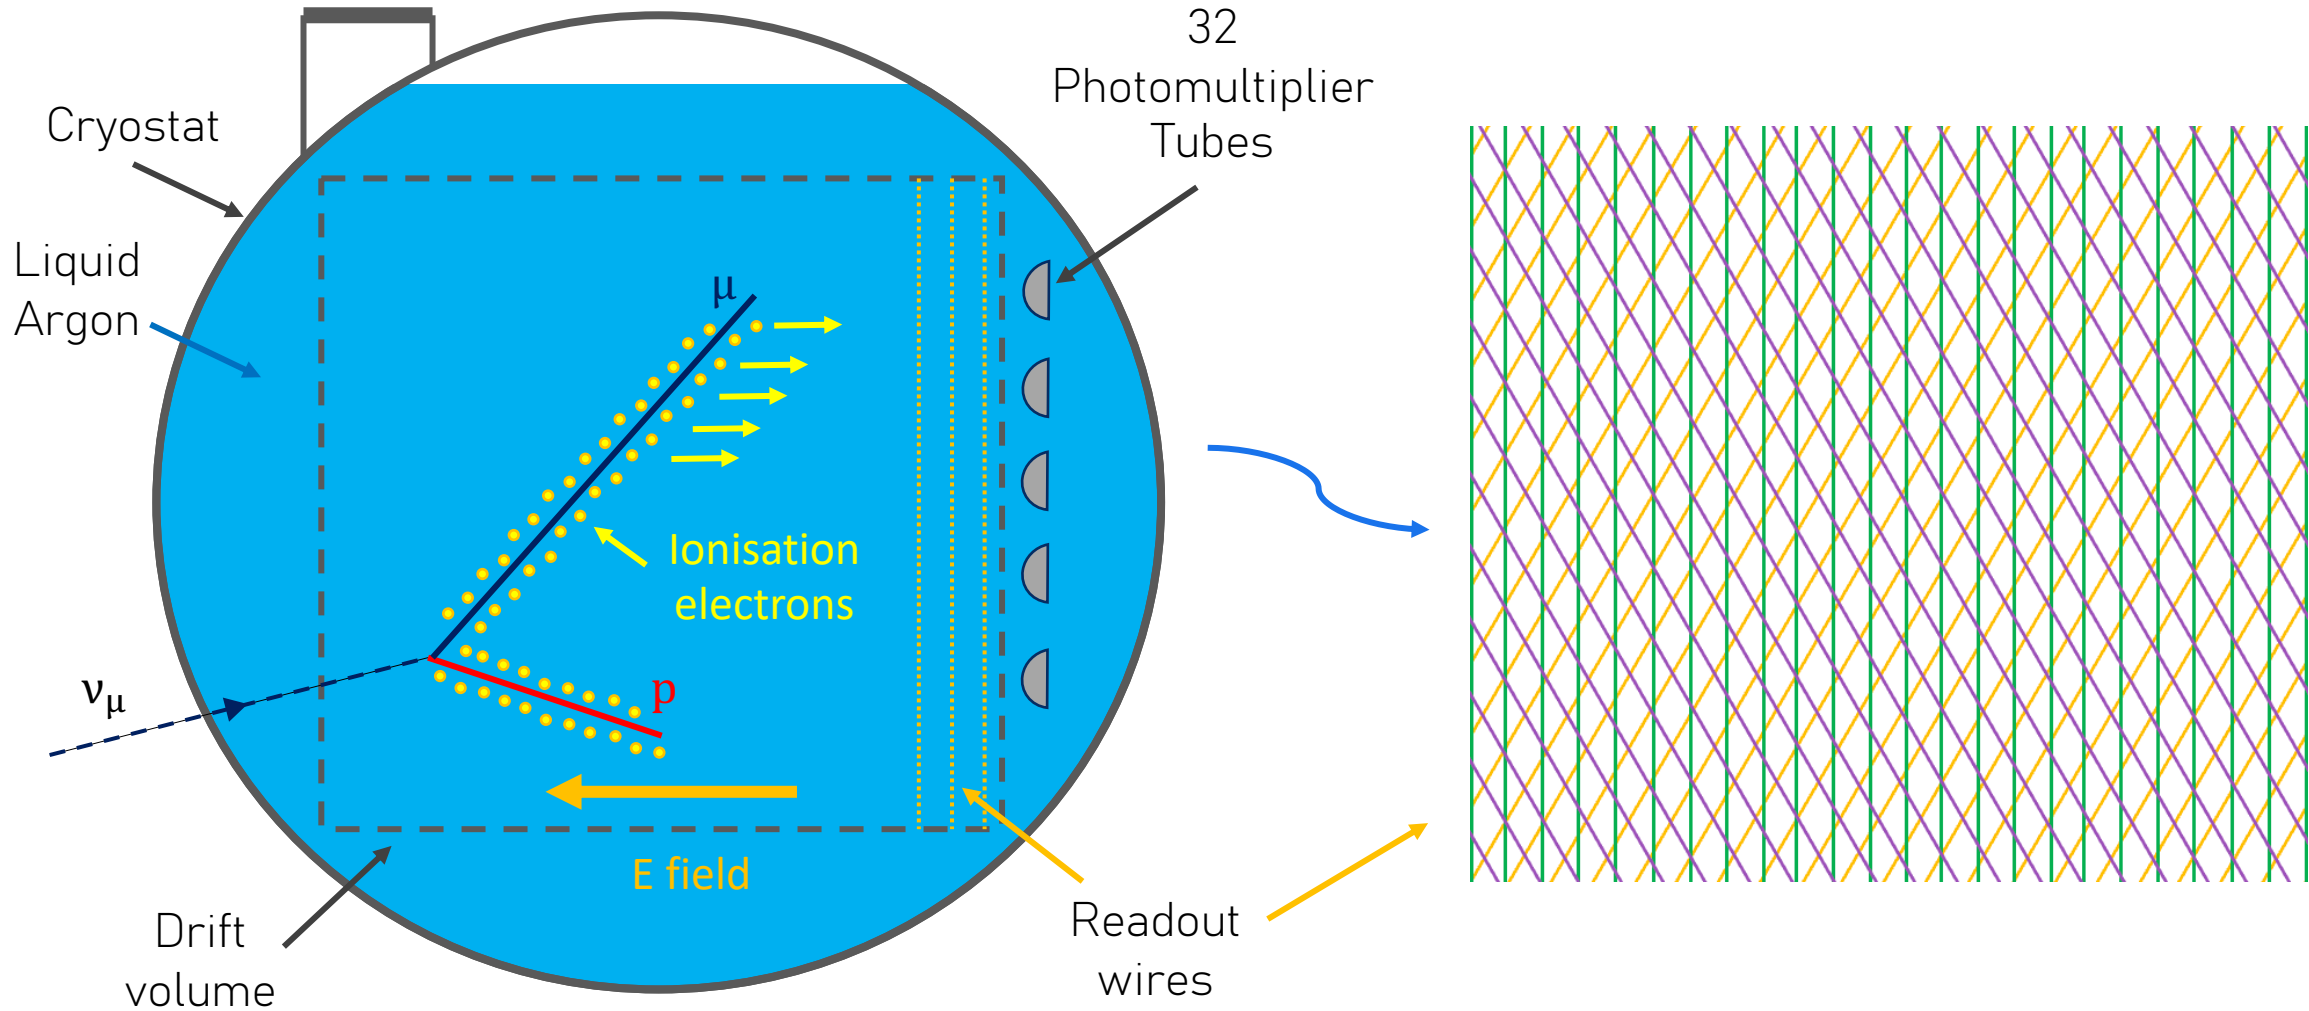 32
Photomultiplier
Tubes
Cryostat
Liquid
Argon
μ
Ionisation
electrons
p
νμ
E field
Drift
volume
Readout
wires